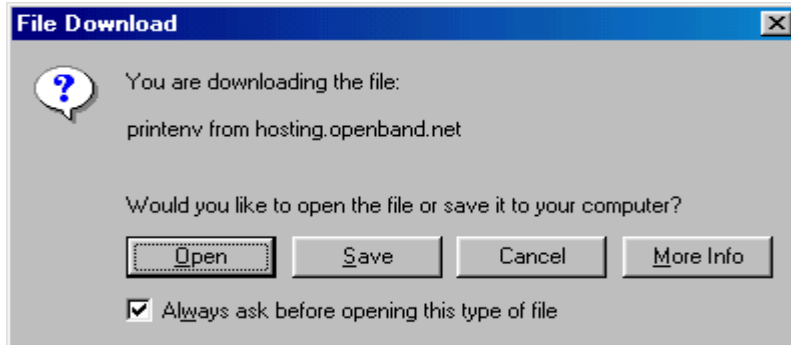 File Download
You are downloading the file:
printenv from hosting.openband.net
Would you like to open the file or save it to your computer?
Open Save Cancel More Info
Always ask before opening this type of file